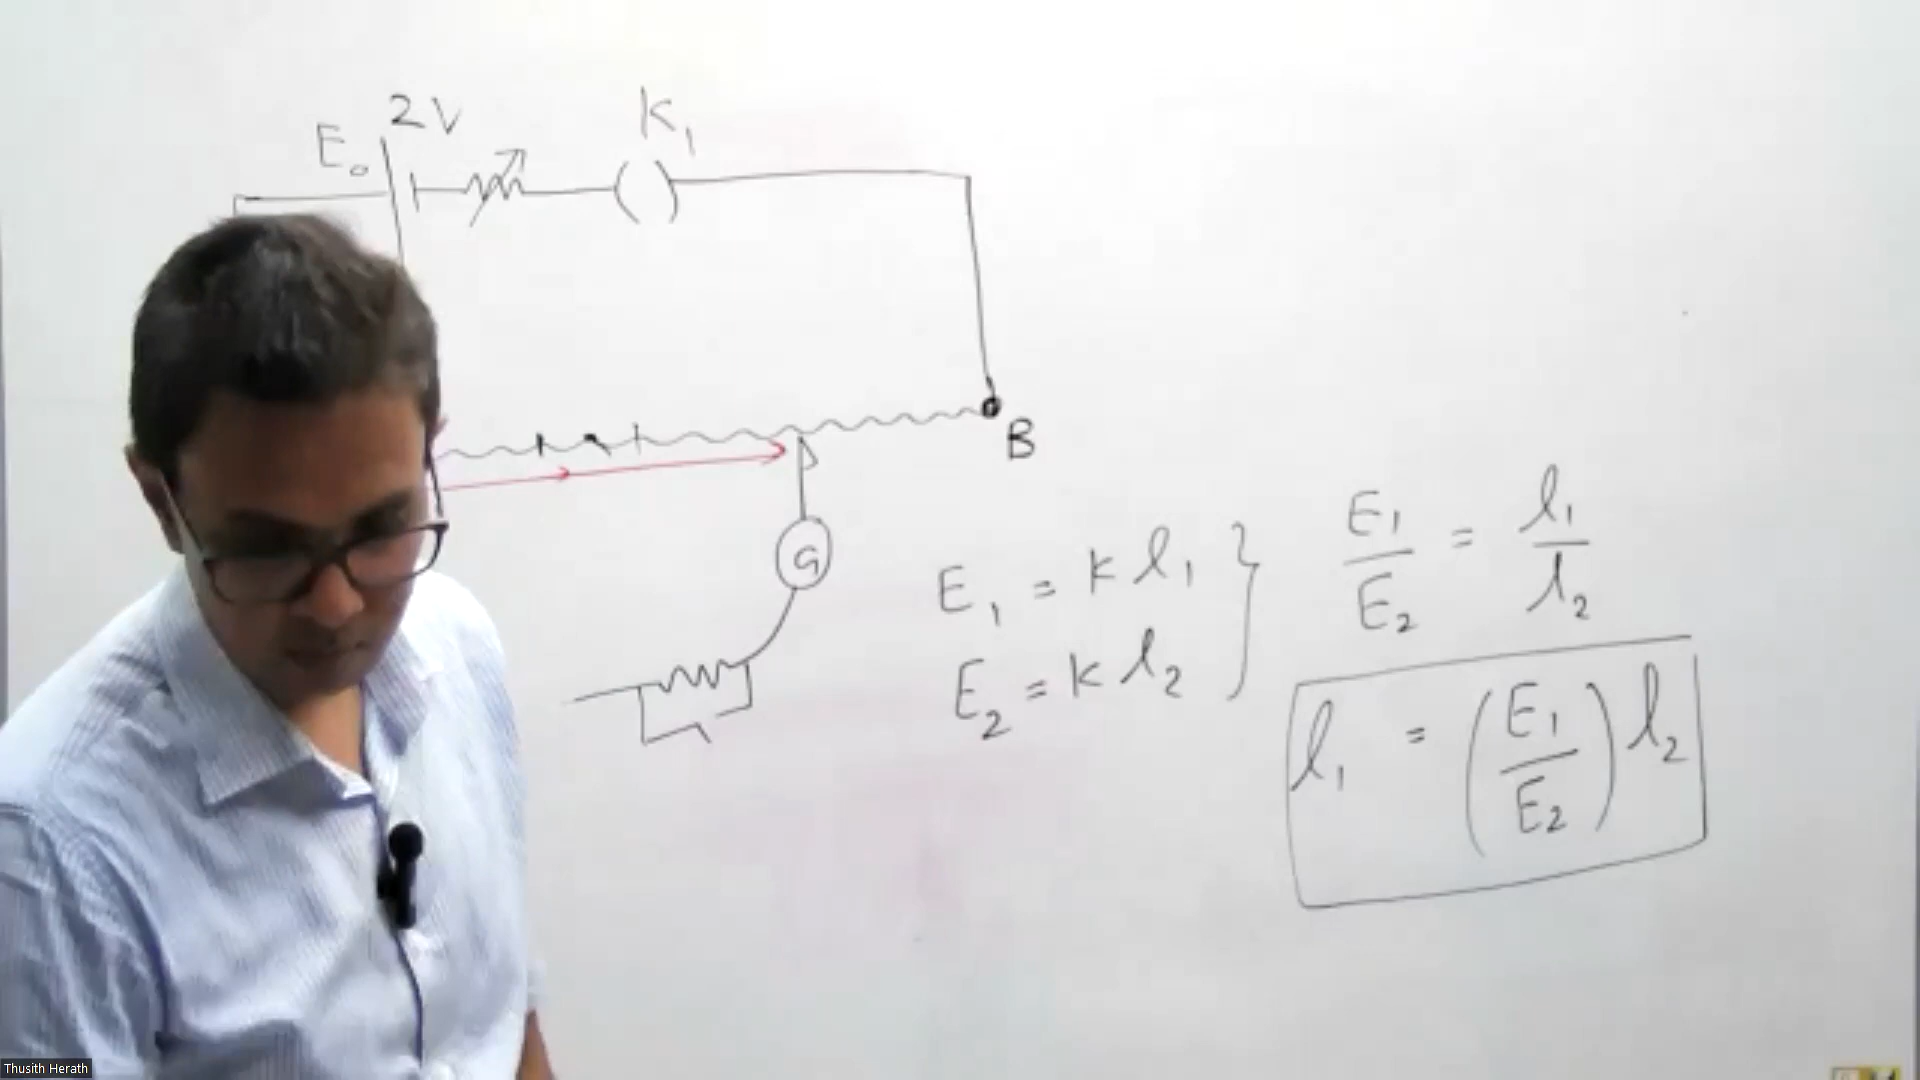 E₀ 2V K₁
B
G
E₁ = k l₁
E₂ = k l₂
E₁/E₂ = l₁/l₂
l₁ = (E₁/E₂) l₂
Thusith Herath